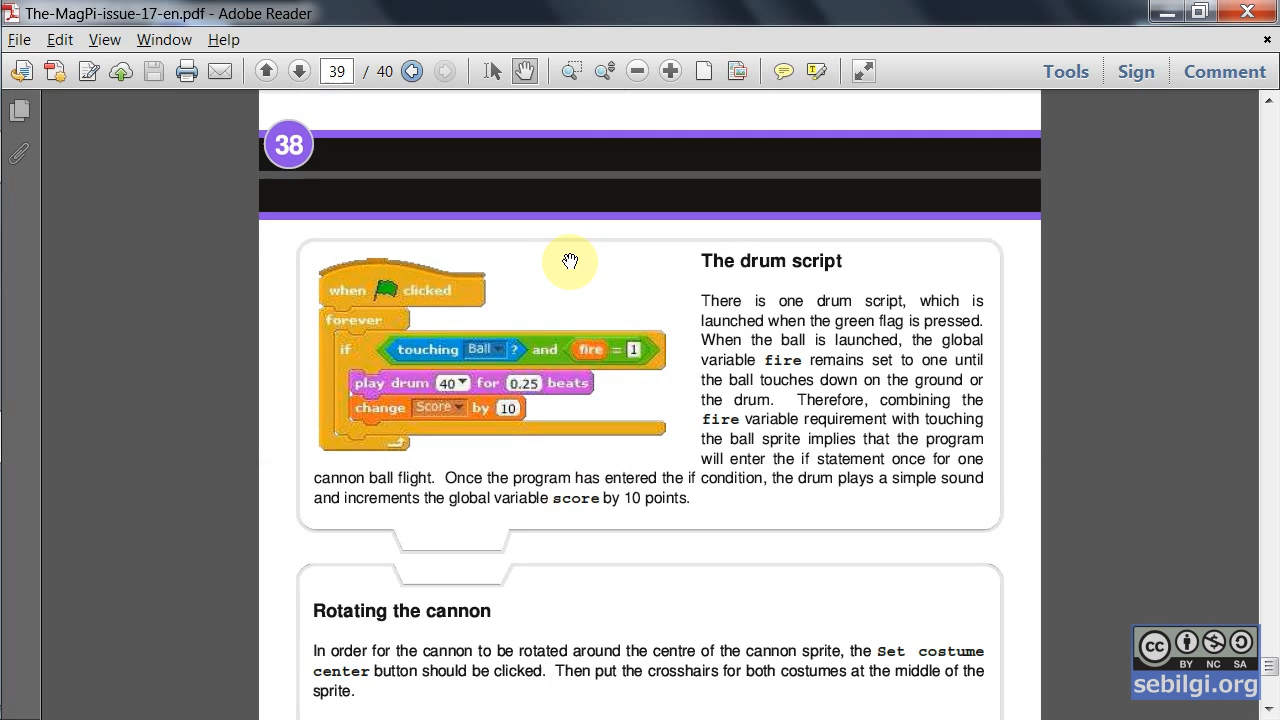 The-MagPi-issue-17-en.pdf - Adobe Reader
File Edit View Window Help
39 / 40 Tools Sign Comment
38
when clicked
forever
if touching Ball ? and fire = 1
play drum 40 for 0.25 beats
change Score by 10
The drum script
There is one drum script, which is
launched when the green flag is pressed.
When the ball is launched, the global
variable fire remains set to one until
the ball touches down on the ground or
the drum. Therefore, combining the
fire variable requirement with touching
the ball sprite implies that the program
will enter the if statement once for one
cannon ball flight. Once the program has entered the if condition, the drum plays a simple sound
and increments the global variable score by 10 points.
Rotating the cannon
In order for the cannon to be rotated around the centre of the cannon sprite, the Set costume
center button should be clicked. Then put the crosshairs for both costumes at the middle of the
sprite.
cc BY NC SA
sebilgi.org